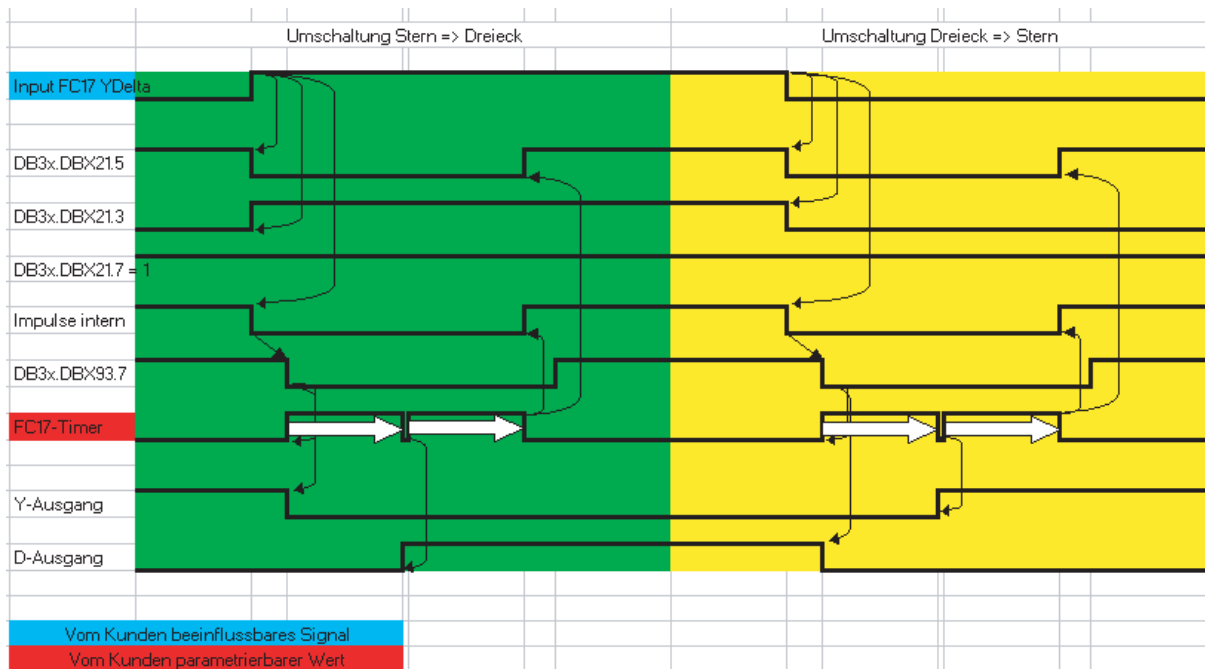 Umschaltung Stern => Dreieck
Umschaltung Dreieck => Stern
Input FC17 YDelta
DB3x.DBX21.5
DB3x.DBX21.3
DB3x.DBX21.7 = 1
Impulse intern
DB3x.DBX93.7
FC17-Timer
Y-Ausgang
D-Ausgang
Vom Kunden beeinflussbares Signal
Vom Kunden parametrierbarer Wert